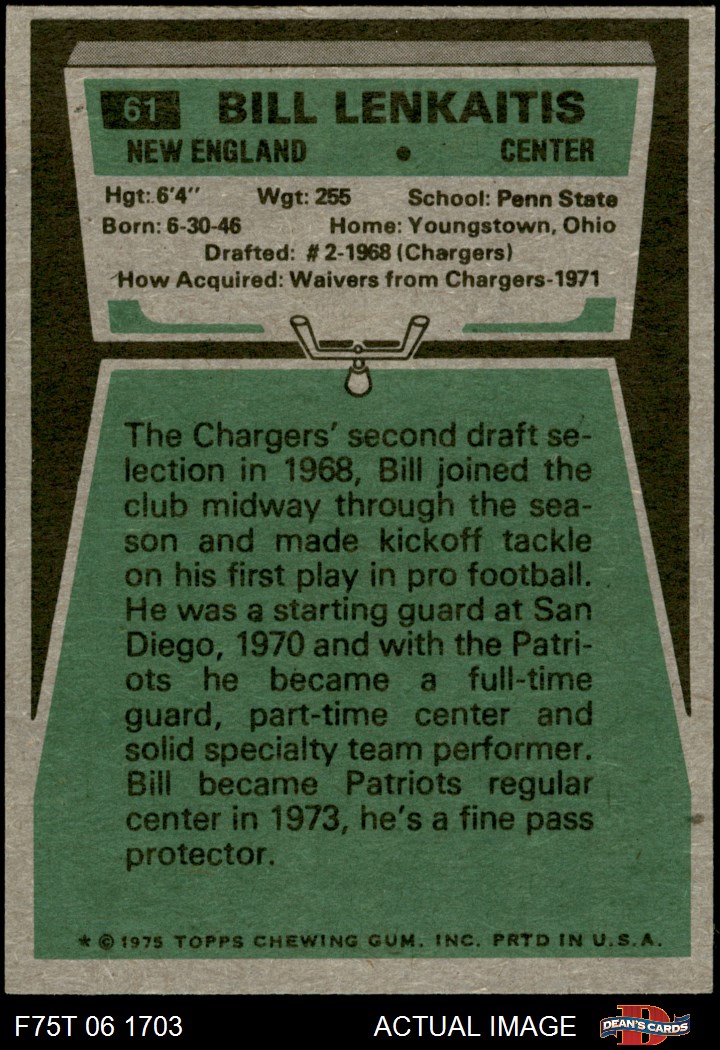 61 BILL LENKAITIS
NEW ENGLAND • CENTER
Hgt: 6'4" Wgt: 255 School: Penn State
Born: 6-30-46 Home: Youngstown, Ohio
Drafted: #2-1968 (Chargers)
How Acquired: Waivers from Chargers-1971
The Chargers' second draft se-
lection in 1968, Bill joined the
club midway through the sea-
son and made kickoff tackle
on his first play in pro football.
He was a starting guard at San
Diego, 1970 and with the Patri-
ots he became a full-time
guard, part-time center and
solid specialty team performer.
Bill became Patriots regular
center in 1973, he's a fine pass
protector.
* © 1975 TOPPS CHEWING GUM, INC. PRTD IN U.S.A.
F75T 06 1703 ACTUAL IMAGE DEAN'S CARDS